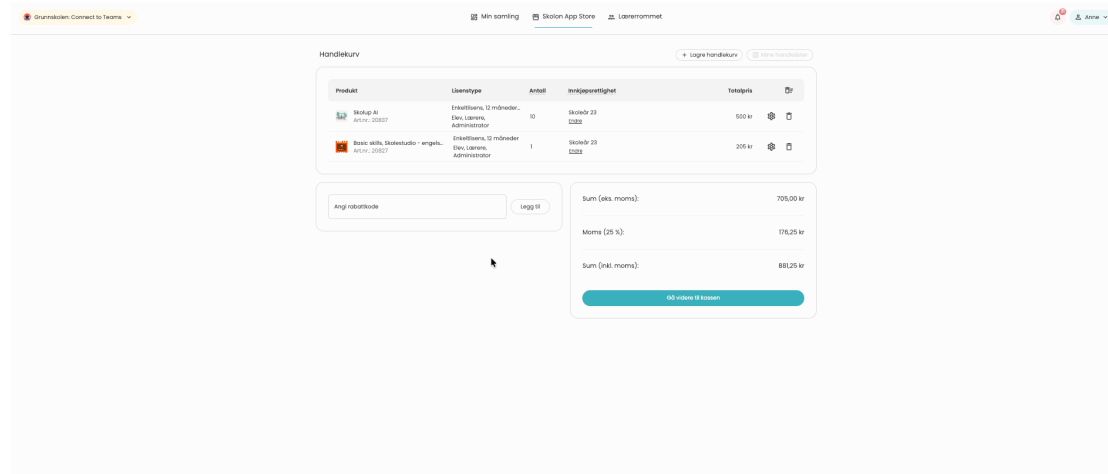 Grunnskolen: Connect to Teams
Min samling
Skolon App Store
Lærerrommet
Anne
Handlekurv
+ Lagre handlekurv
Mine handlelister
Produkt Lisenstype Antall Innkjøpsrettighet Totalpris
Skolup AI
Art.nr.: 20837
Enkeltlisens, 12 måneder...
Elev, Lærere,
Administrator
10
Skoleår 23
Endre
500 kr
Basic skills, Skolestudio - engels...
Art.nr.: 20827
Enkeltlisens, 12 måneder
Elev, Lærere,
Administrator
1
Skoleår 23
Endre
205 kr
Angi rabattkode
Legg til
Sum (eks. moms): 705,00 kr
Moms (25 %): 176,25 kr
Sum (inkl. moms): 881,25 kr
Gå videre til kassen